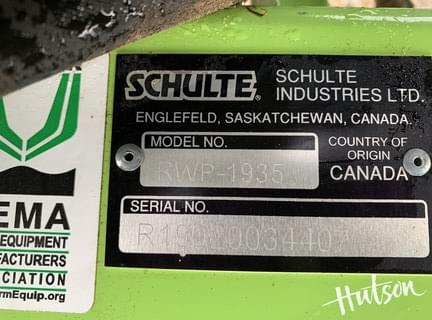 SCHULTE
SCHULTE
INDUSTRIES LTD.
ENGLEFELD, SASKATCHEWAN, CANADA.
MODEL NO.
RWP-1935
COUNTRY OF
ORIGIN
CANADA
SERIAL NO.
EMA
EQUIPMENT
FACTURERS
CIATION
rmEquip.org
Hutson